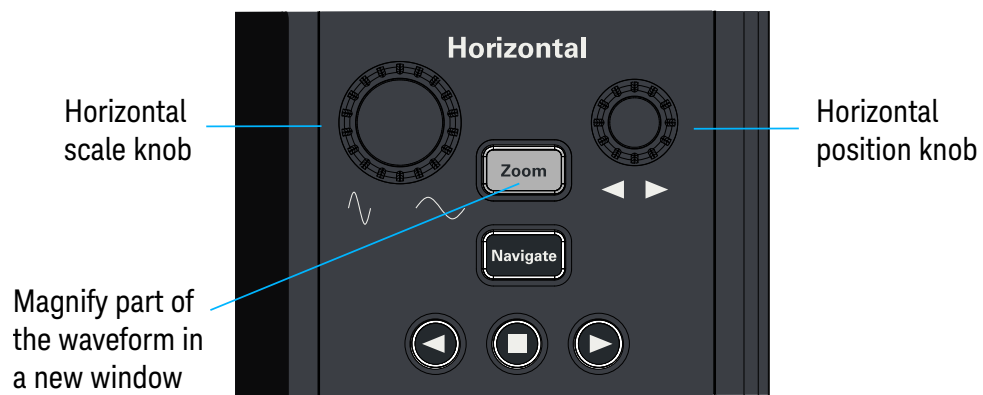 Horizontal
Horizontal
scale knob
Horizontal
position knob
Zoom
Navigate
Magnify part of
the waveform in
a new window